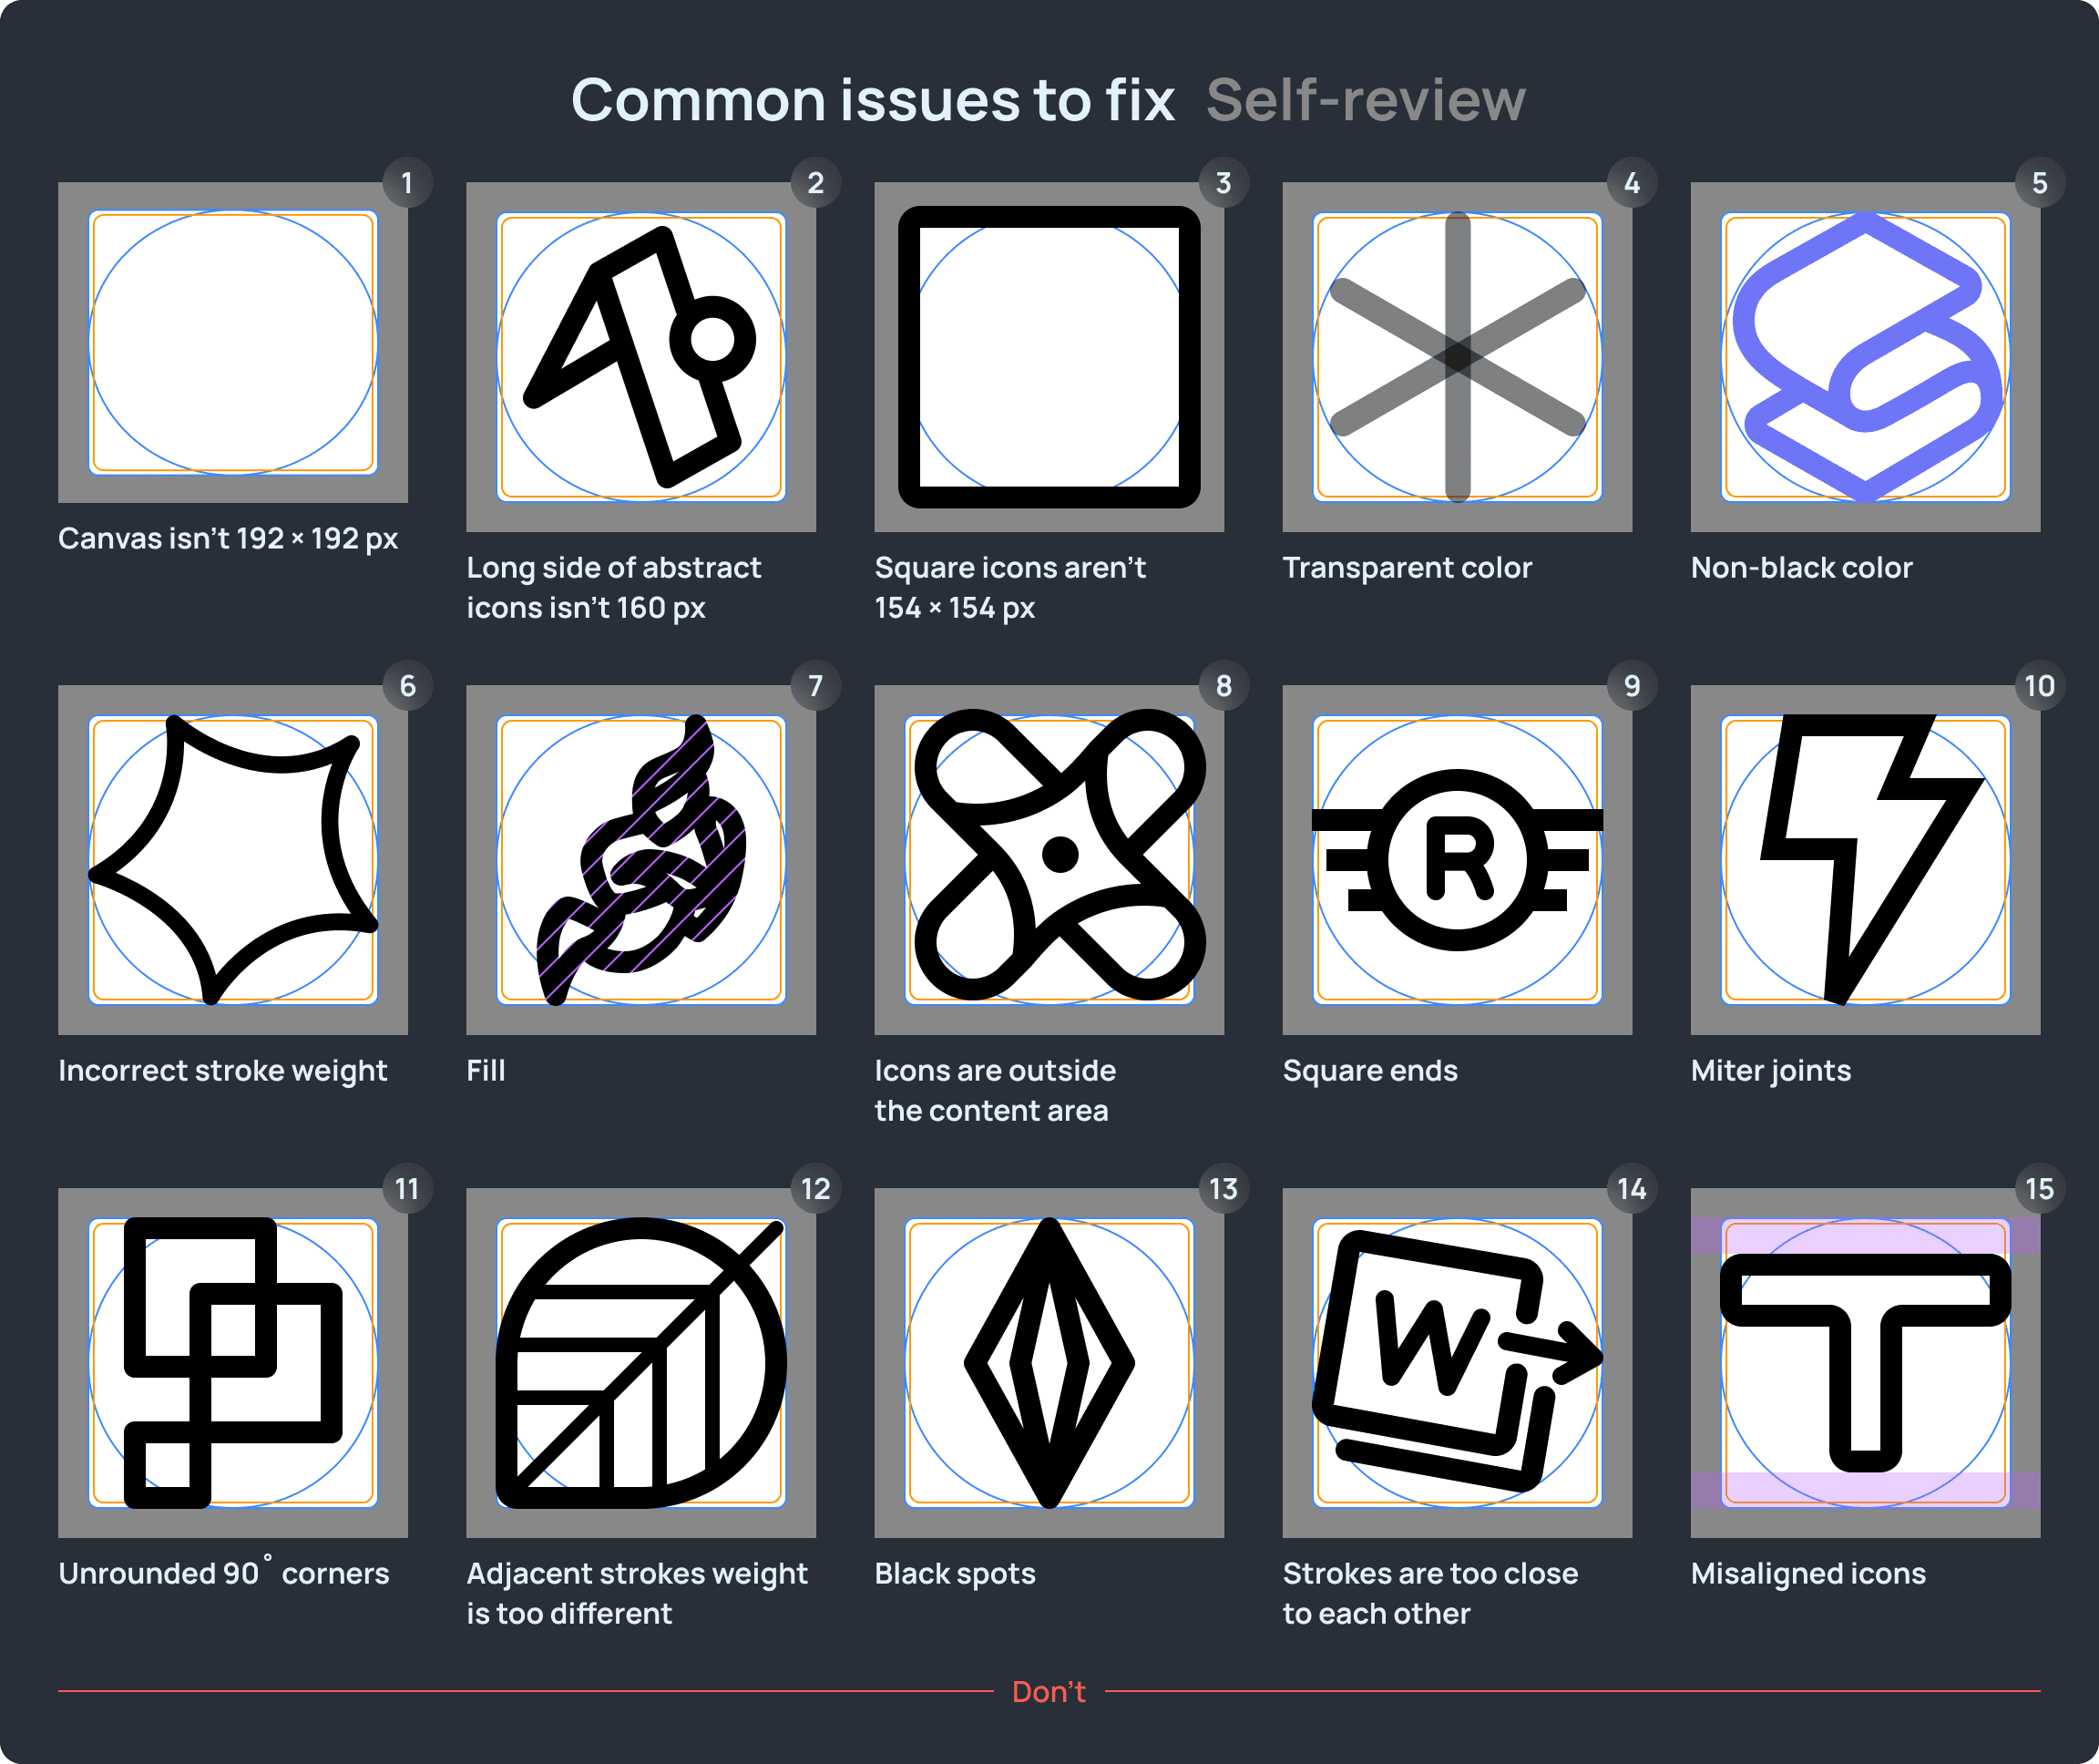 Common issues to fix Self-review
1
2
3
4
5
Canvas isn’t 192 × 192 px
Long side of abstract
icons isn’t 160 px
Square icons aren’t
154 × 154 px
Transparent color
Non-black color
6
7
8
9
10
R
Incorrect stroke weight
Fill
Icons are outside
the content area
Square ends
Miter joints
11
12
13
14
15
W
T
Unrounded 90˚ corners
Adjacent strokes weight
is too different
Black spots
Strokes are too close
to each other
Misaligned icons
Don’t